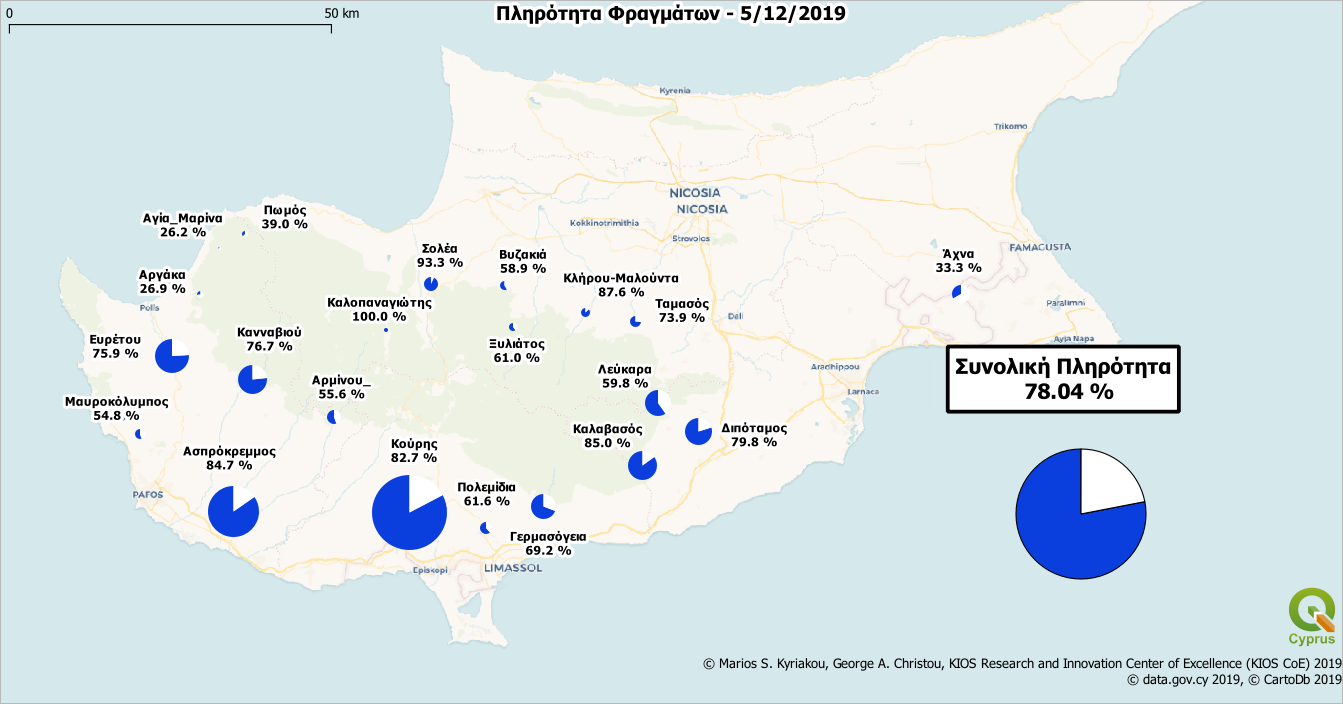 0 50 km
Πληρότητα Φραγμάτων - 5/12/2019
Kyrenia
Trikomo
NICOSIA
NICOSIA
Kokkinotrimithia
Strovolos
FAMAGUSTA
Αγία_Μαρίνα
26.2 %
Πωμός
39.0 %
Σολέα
93.3 %
Βυζακιά
58.9 %
Άχνα
33.3 %
Αργάκα
26.9 %
Κλήρου-Μαλούντα
87.6 %
Polis
Καλοπαναγιώτης
100.0 %
Ταμασός
73.9 %
Dali
Paralimni
Ευρέτου
75.9 %
Κανναβιού
76.7 %
Ξυλιάτος
61.0 %
Ayia Napa
Λεύκαρα
59.8 %
Aradhippou
Συνολική Πληρότητα
78.04 %
Αρμίνου_
55.6 %
Larnaca
Μαυροκόλυμπος
54.8 %
Καλαβασός
85.0 %
Διπόταμος
79.8 %
Ασπρόκρεμμος
84.7 %
Κούρης
82.7 %
PAFOS
Πολεμίδια
61.6 %
Γερμασόγεια
69.2 %
Episkopi
LIMASSOL
Cyprus
© Marios S. Kyriakou, George A. Christou, KIOS Research and Innovation Center of Excellence (KIOS CoE) 2019
© data.gov.cy 2019, © CartoDb 2019